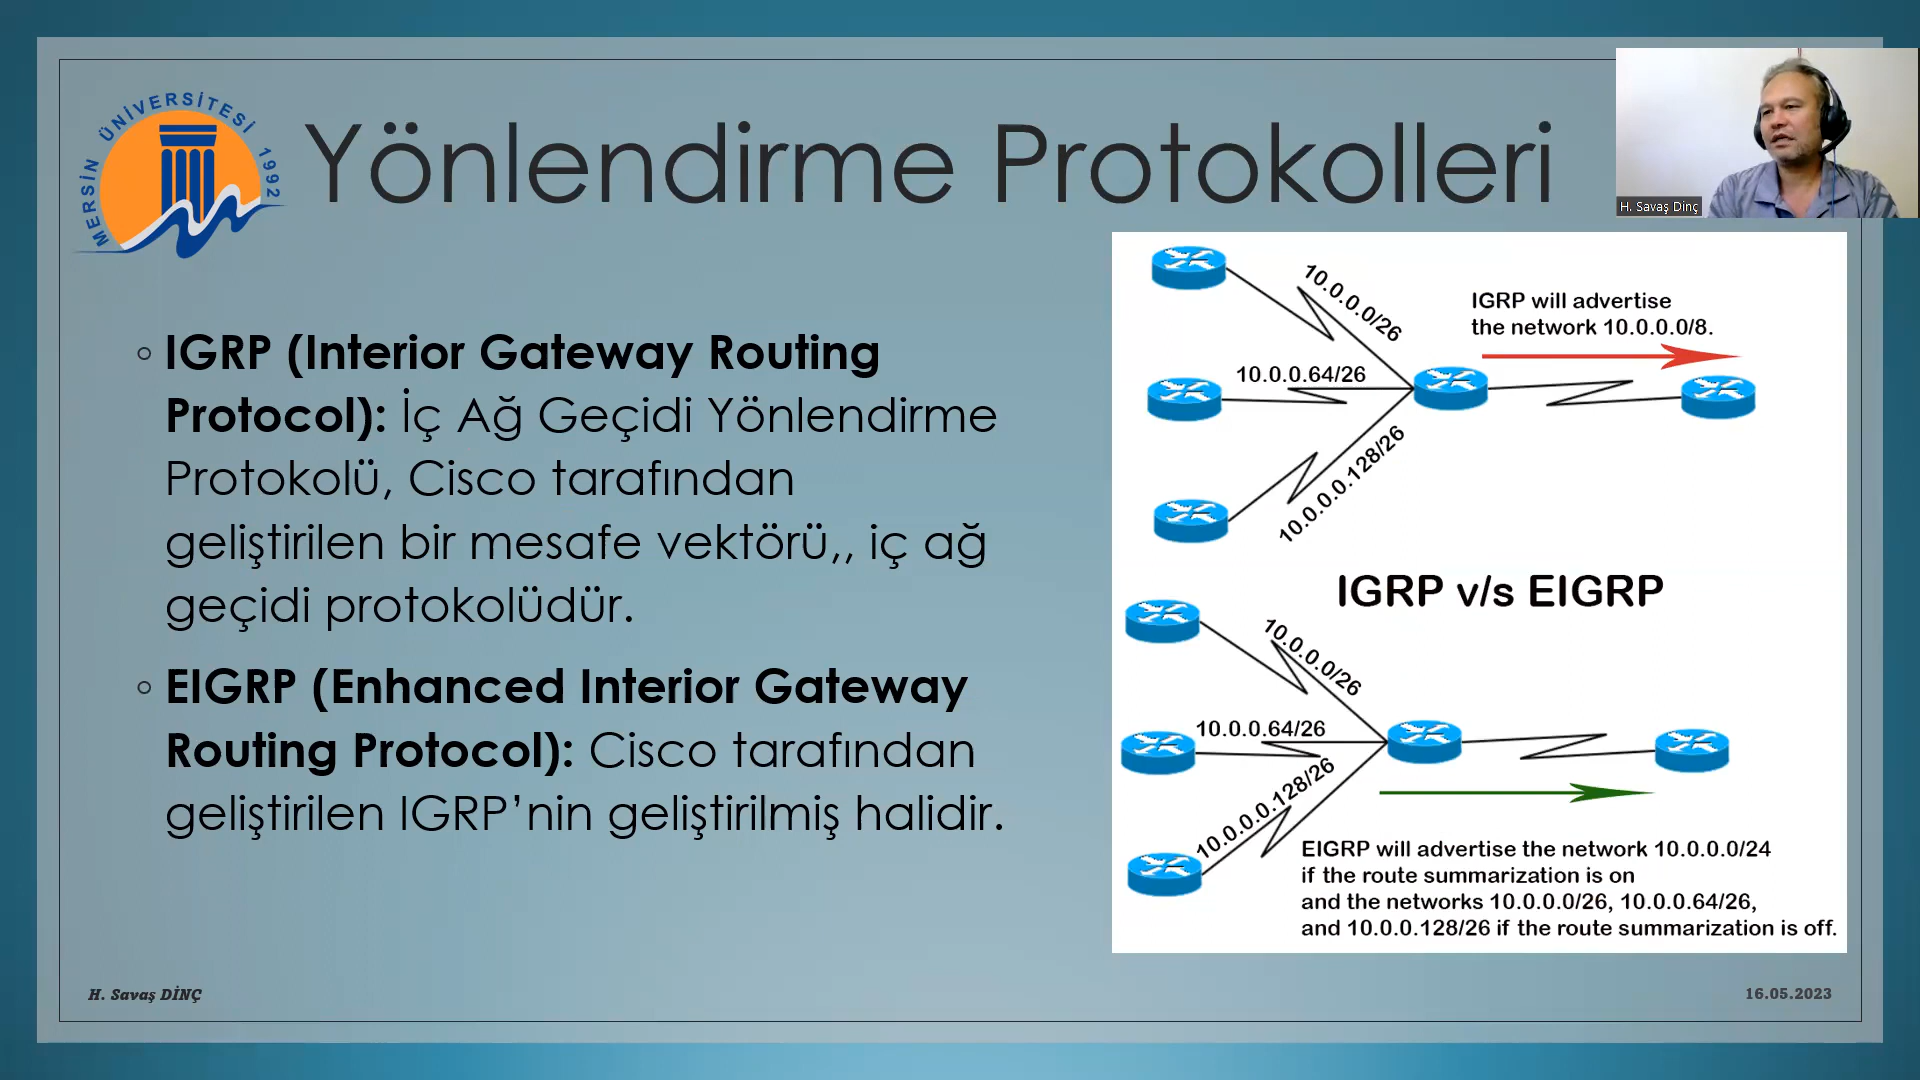 MERSİN ÜNİVERSİTESİ 1992
Yönlendirme Protokolleri
H. Savaş Dinç
◦ IGRP (Interior Gateway Routing
Protocol): İç Ağ Geçidi Yönlendirme
Protokolü, Cisco tarafından
geliştirilen bir mesafe vektörü,, iç ağ
geçidi protokolüdür.
◦ EIGRP (Enhanced Interior Gateway
Routing Protocol): Cisco tarafından
geliştirilen IGRP’nin geliştirilmiş halidir.
10.0.0.0/26
IGRP will advertise
the network 10.0.0.0/8.
10.0.0.64/26
10.0.0.0.128/26
IGRP v/s EIGRP
10.0.0.0/26
10.0.0.64/26
10.0.0.0.128/26
EIGRP will advertise the network 10.0.0.0/24
if the route summarization is on
and the networks 10.0.0.0/26, 10.0.0.64/26,
and 10.0.0.128/26 if the route summarization is off.
H. Savaş DİNÇ
16.05.2023